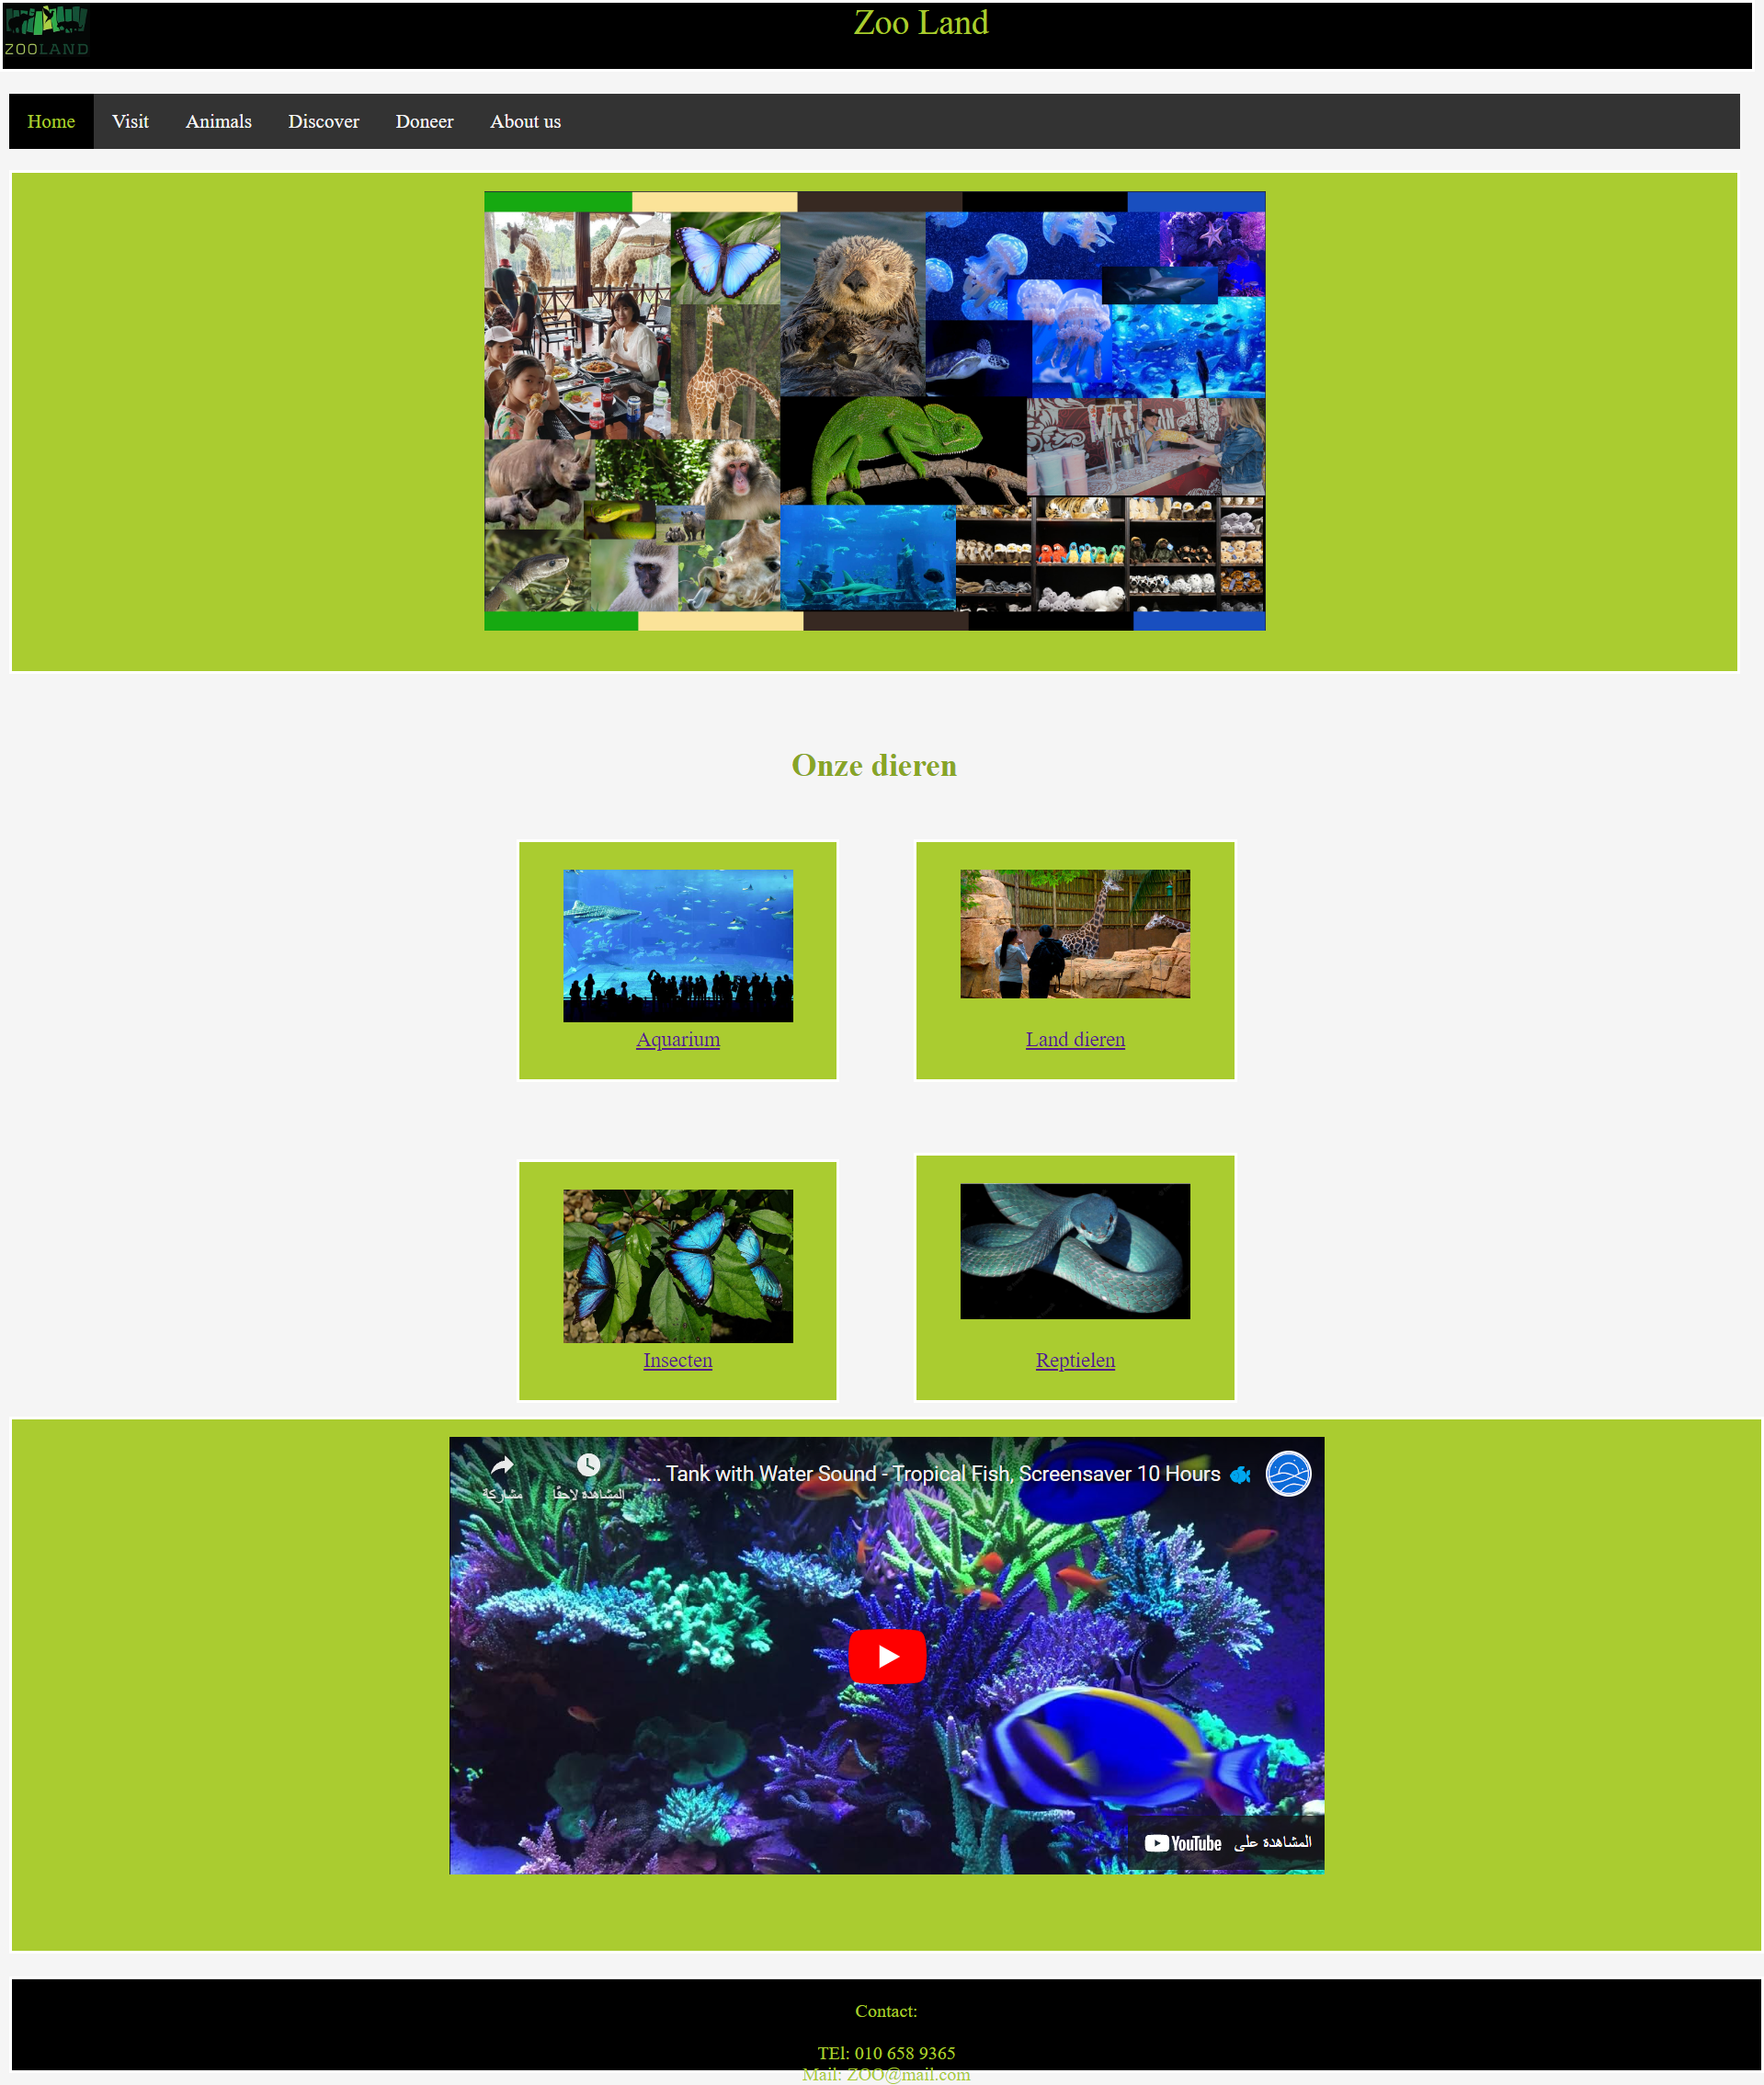 ZOOLAND
Zoo Land
Home Visit Animals Discover Doneer About us
Onze dieren
Aquarium
Land dieren
Insecten
Reptielen
... Tank with Water Sound - Tropical Fish, Screensaver 10 Hours
مشاركة
المشاهدة لاحقًا
المشاهدة على YouTube
Contact:
TEl: 010 658 9365
Mail: ZOO@mail.com